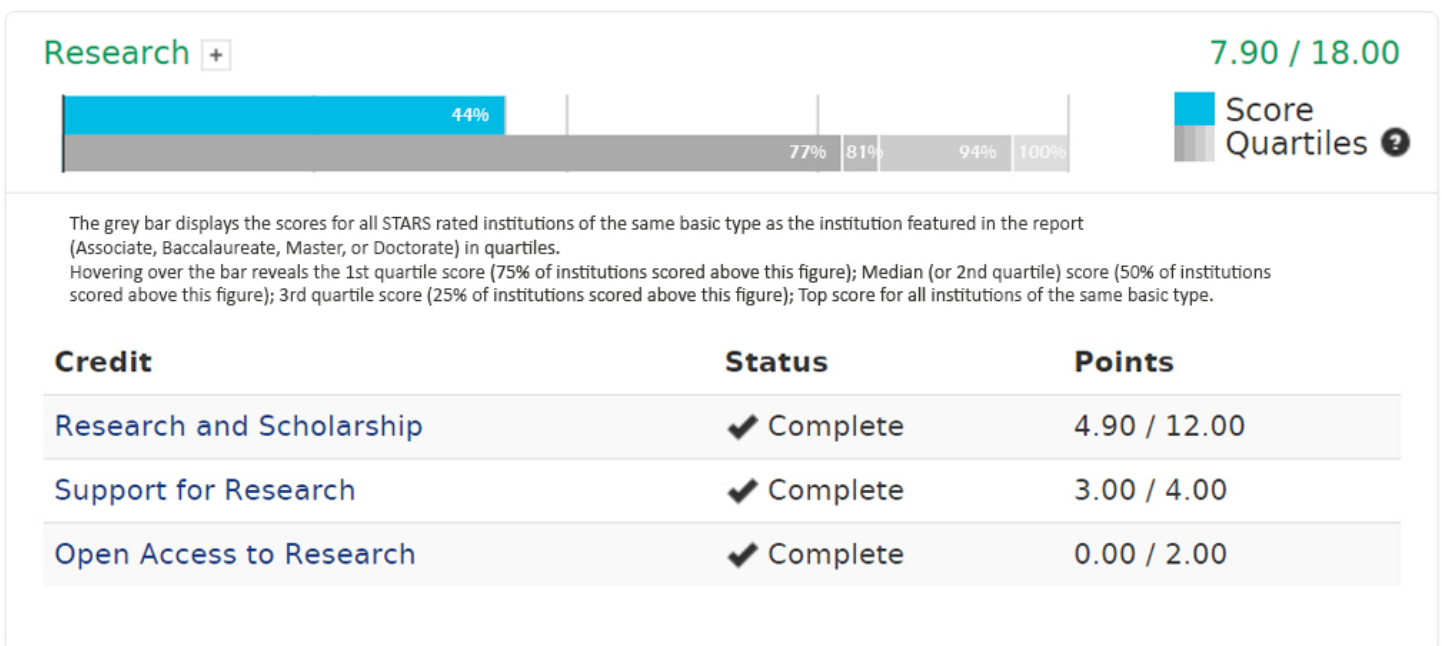 Research +
7.90 / 18.00
44%
77% 81% 94% 100%
Score
Quartiles ?
The grey bar displays the scores for all STARS rated institutions of the same basic type as the institution featured in the report
(Associate, Baccalaureate, Master, or Doctorate) in quartiles.
Hovering over the bar reveals the 1st quartile score (75% of institutions scored above this figure); Median (or 2nd quartile) score (50% of institutions
scored above this figure); 3rd quartile score (25% of institutions scored above this figure); Top score for all institutions of the same basic type.
Credit Status Points
Research and Scholarship Complete 4.90 / 12.00
Support for Research Complete 3.00 / 4.00
Open Access to Research Complete 0.00 / 2.00